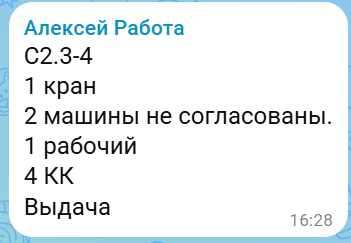 Алексей Работа
С2.3-4
1 кран
2 машины не согласованы.
1 рабочий
4 КК
Выдача
16:28